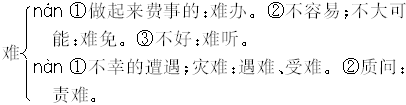 难
nán ①做起来费事的:难办。②不容易;不大可
能:难免。③不好:难听。
nàn ①不幸的遭遇;灾难:遇难、受难。②质问:
责难。